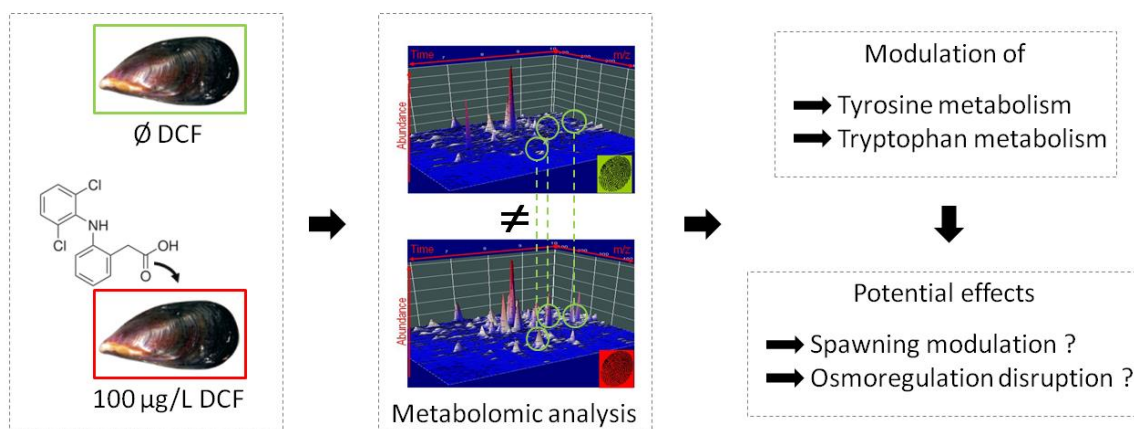 Ø DCF
Cl
NH
Cl
OH
O
100 µg/L DCF
Time
m/z
Abundance
≠
Time
m/z
Abundance
Metabolomic analysis
Modulation of
Tyrosine metabolism
Tryptophan metabolism
Potential effects
Spawning modulation ?
Osmoregulation disruption ?